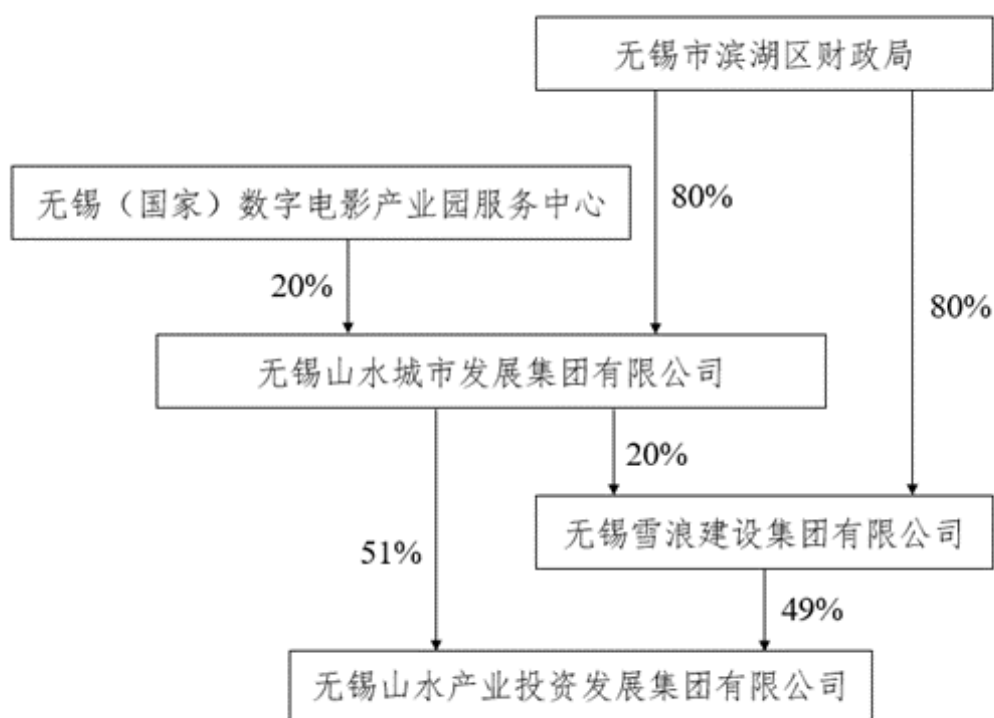 无锡市滨湖区财政局
无锡（国家）数字电影产业园服务中心
80%
20%
80%
无锡山水城市发展集团有限公司
20%
无锡雪浪建设集团有限公司
51%
49%
无锡山水产业投资发展集团有限公司